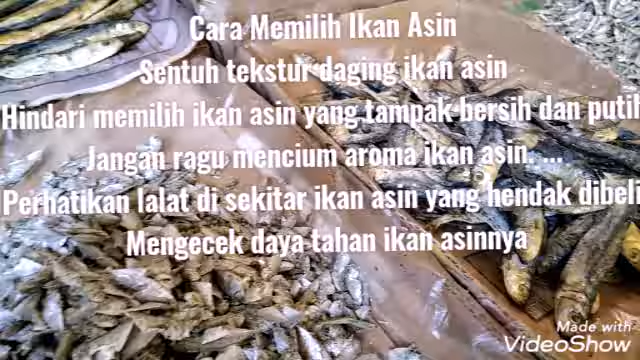 Cara Memilih Ikan Asin
Sentuh tekstur daging ikan asin
Hindari memilih ikan asin yang tampak bersih dan putih
Jangan ragu mencium aroma ikan asin. ...
Perhatikan lalat di sekitar ikan asin yang hendak dibeli
Mengecek daya tahan ikan asinnya
Made with
VideoShow